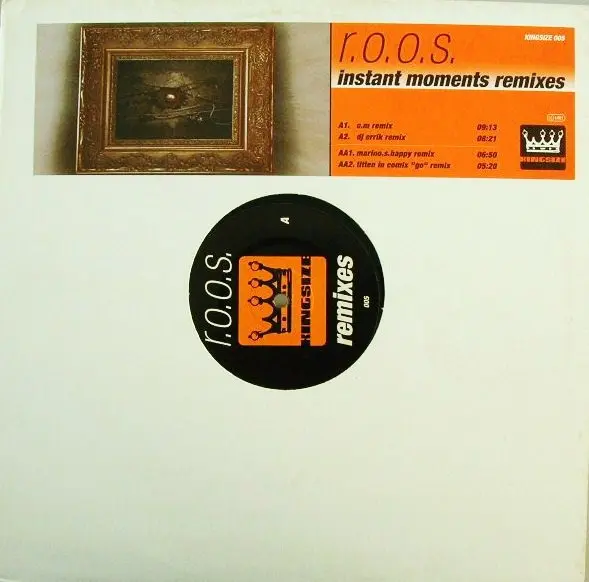 r.o.o.s.
KINGSIZE 005
instant moments remixes
A1. c.m remix 09:13
A2. dj errik remix 08:21
AA1. marino.s.happy remix 06:50
AA2. titten in comix "go" remix 05:20
KINGSIZE
r.o.o.s.
A
KINGSIZE
remixes
005